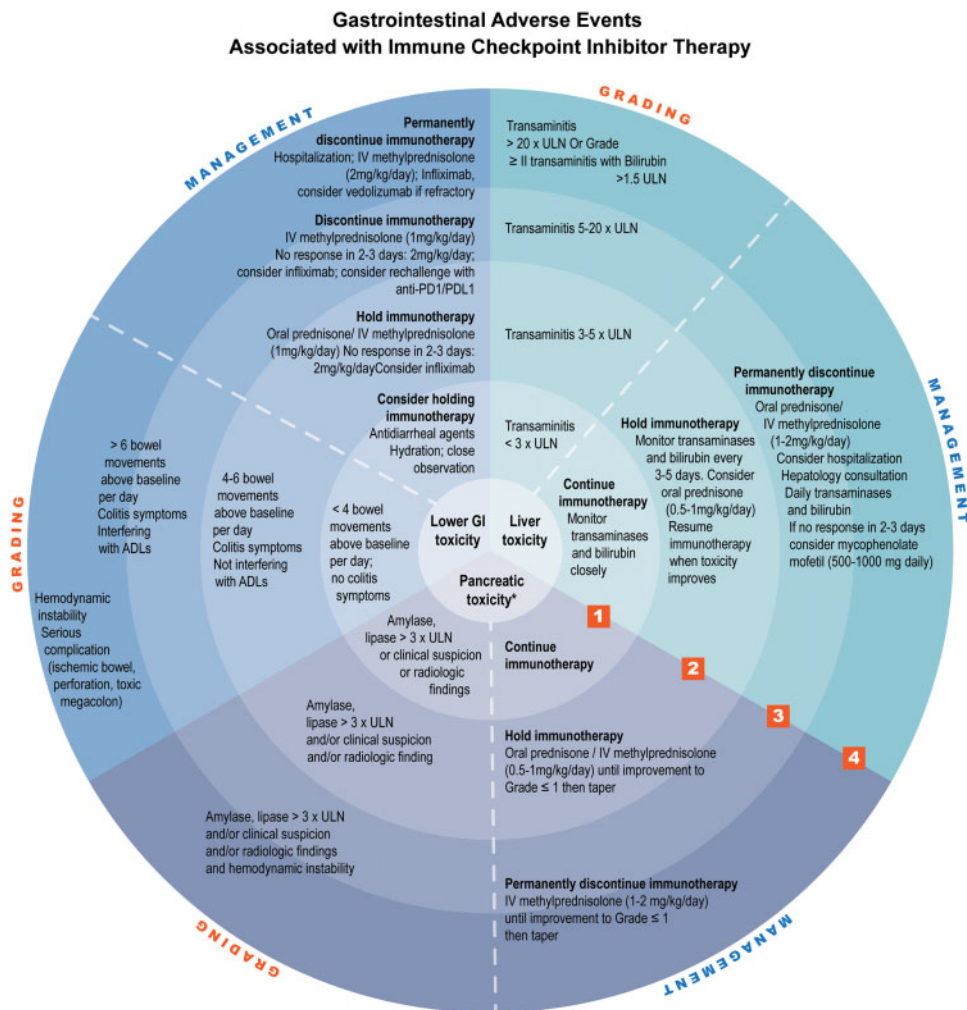 Gastrointestinal Adverse Events
Associated with Immune Checkpoint Inhibitor Therapy
MANAGEMENT
GRADING
Permanently
discontinue immunotherapy
Hospitalization; IV methylprednisolone
(2mg/kg/day); Infliximab,
consider vedolizumab if refractory
Discontinue immunotherapy
IV methylprednisolone (1mg/kg/day)
No response in 2-3 days: 2mg/kg/day;
consider infliximab; consider rechallenge with
anti-PD1/PDL1
Hold immunotherapy
Oral prednisone/ IV methylprednisolone
(1mg/kg/day) No response in 2-3 days:
2mg/kg/dayConsider infliximab
Consider holding
immunotherapy
Antidiarrheal agents
Hydration; close
observation
Transaminitis
> 20 x ULN Or Grade
≥ II transaminitis with Bilirubin
>1.5 ULN
Transaminitis 5-20 x ULN
Transaminitis 3-5 x ULN
Transaminitis
< 3 x ULN
MANAGEMENT
Permanently discontinue
immunotherapy
Oral prednisone/
IV methylprednisolone
(1-2mg/kg/day)
Consider hospitalization
Hepatology consultation
Daily transaminases
and bilirubin
If no response in 2-3 days
consider mycophenolate
mofetil (500-1000 mg daily)
Hold immunotherapy
Monitor transaminases
and bilirubin every
3-5 days. Consider
oral prednisone
(0.5-1mg/kg/day)
Resume
immunotherapy
when toxicity
improves
Continue
immunotherapy
Monitor
transaminases
and bilirubin
closely
GRADING
> 6 bowel
movements
above baseline
per day
Colitis symptoms
Interfering
with ADLs
4-6 bowel
movements
above baseline
per day
Colitis symptoms
Not interfering
with ADLs
< 4 bowel
movements
above baseline
per day;
no colitis
symptoms
Hemodynamic
instability
Serious
complication
(ischemic bowel,
perforation, toxic
megacolon)
Lower GI
toxicity
Liver
toxicity
Pancreatic
toxicity*
1
2
3
4
Amylase,
lipase > 3 x ULN
or clinical suspicion
or radiologic
findings
Continue
immunotherapy
Amylase,
lipase > 3 x ULN
and/or clinical suspicion
and/or radiologic finding
Hold immunotherapy
Oral prednisone / IV methylprednisolone
(0.5-1mg/kg/day) until improvement to
Grade ≤ 1 then taper
Amylase, lipase > 3 x ULN
and/or clinical suspicion
and/or radiologic findings
and hemodynamic instability
Permanently discontinue immunotherapy
IV methylprednisolone (1-2 mg/kg/day)
until improvement to Grade ≤ 1
then taper
GRADING
MANAGEMENT